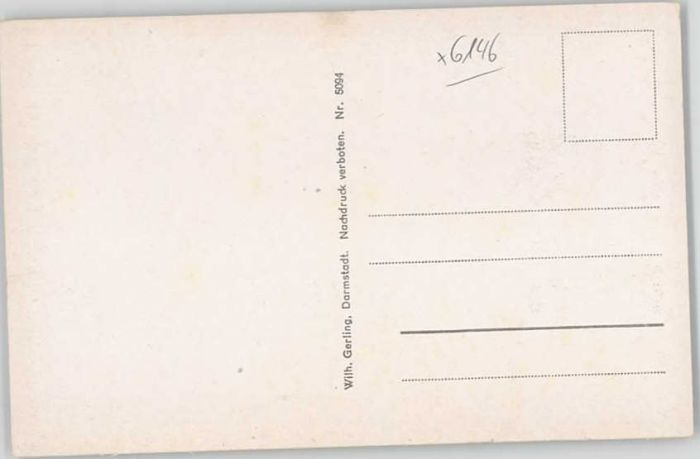 x6146
Wilh. Gerling, Darmstadt. Nachdruck verboten. Nr. 5094